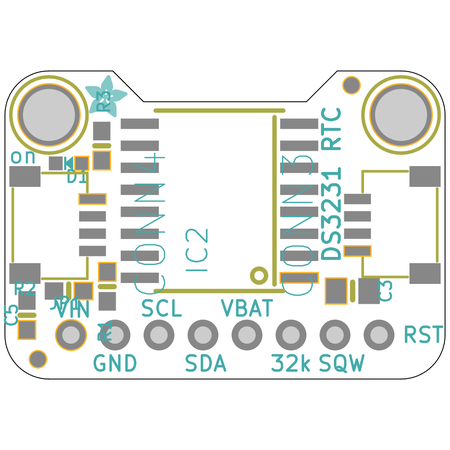 R3
RTC
on
D1
CONN4
CONN3
DS3231
IC2
R2
C3
C5
VIN
SCL
VBAT
R1
RST
GND
SDA
32k
SQW